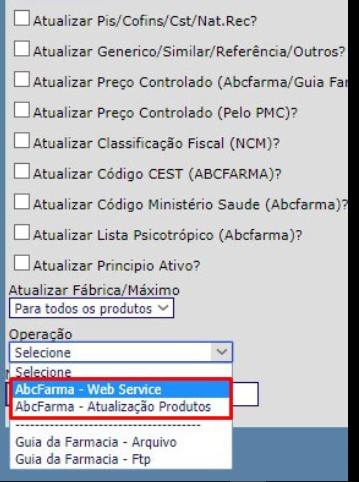 Atualizar Pis/Cofins/Cst/Nat.Rec?
Atualizar Generico/Similar/Referência/Outros?
Atualizar Preço Controlado (Abcfarma/Guia Far
Atualizar Preço Controlado (Pelo PMC)?
Atualizar Classificação Fiscal (NCM)?
Atualizar Código CEST (ABCFARMA)?
Atualizar Código Ministério Saude (Abcfarma)?
Atualizar Lista Psicotrópico (Abcfarma)?
Atualizar Principio Ativo?
Atualizar Fábrica/Máximo
Para todos os produtos
Operação
Selecione
Selecione
AbcFarma - Web Service
AbcFarma - Atualização Produtos
------------------------------------
Guia da Farmacia - Arquivo
Guia da Farmacia - Ftp